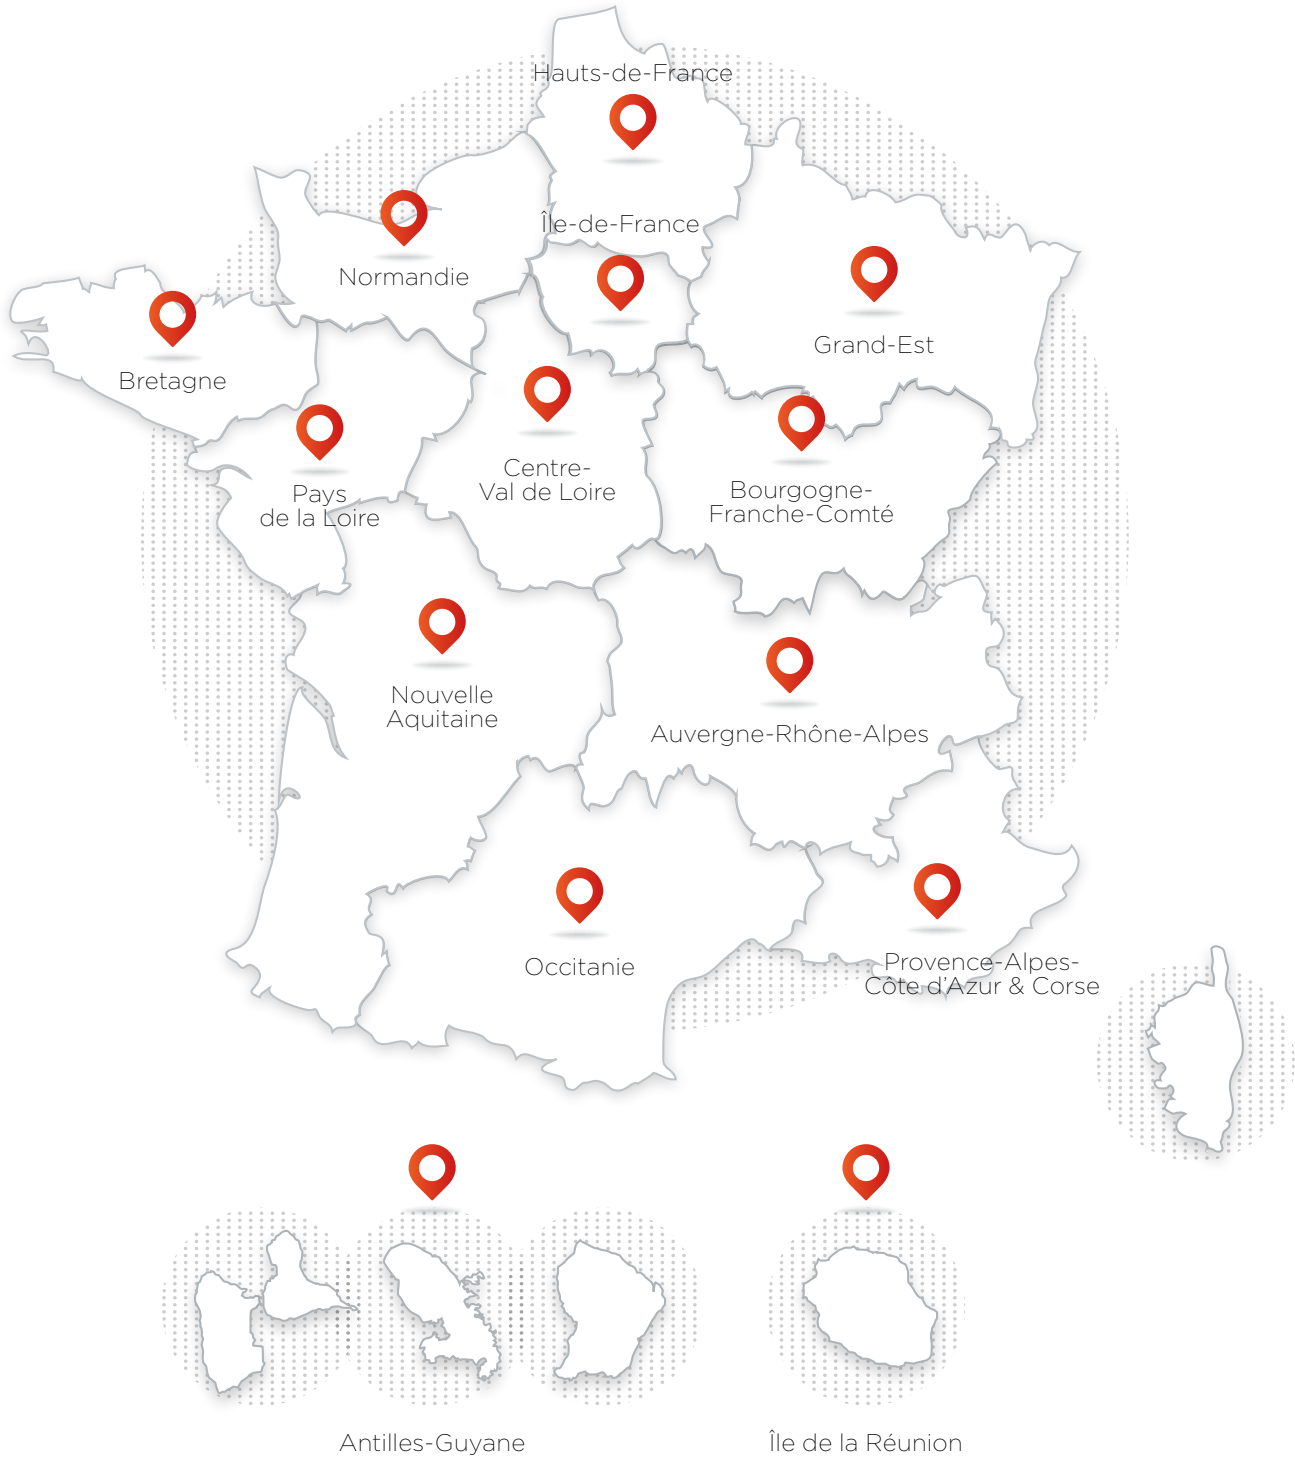 Hauts-de-France
Île-de-France
Normandie
Grand-Est
Bretagne
Centre-
Val de Loire
Pays
de la Loire
Bourgogne-
Franche-Comté
Nouvelle
Aquitaine
Auvergne-Rhône-Alpes
Occitanie
Provence-Alpes-
Côte d'Azur & Corse
Antilles-Guyane
Île de la Réunion